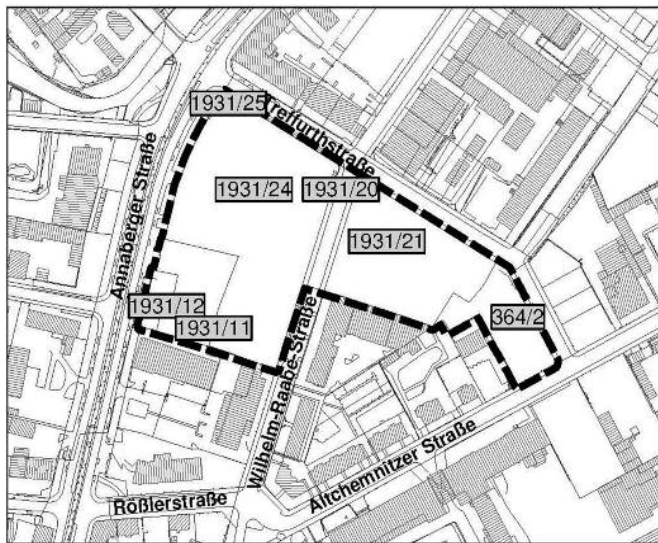 1931/25
Treffurthstraße
1931/24
1931/20
Annaberger Straße
1931/21
1931/12
1931/11
364/2
Wilhelm-Raabe-Straße
Altchemnitzer Straße
Rößlerstraße